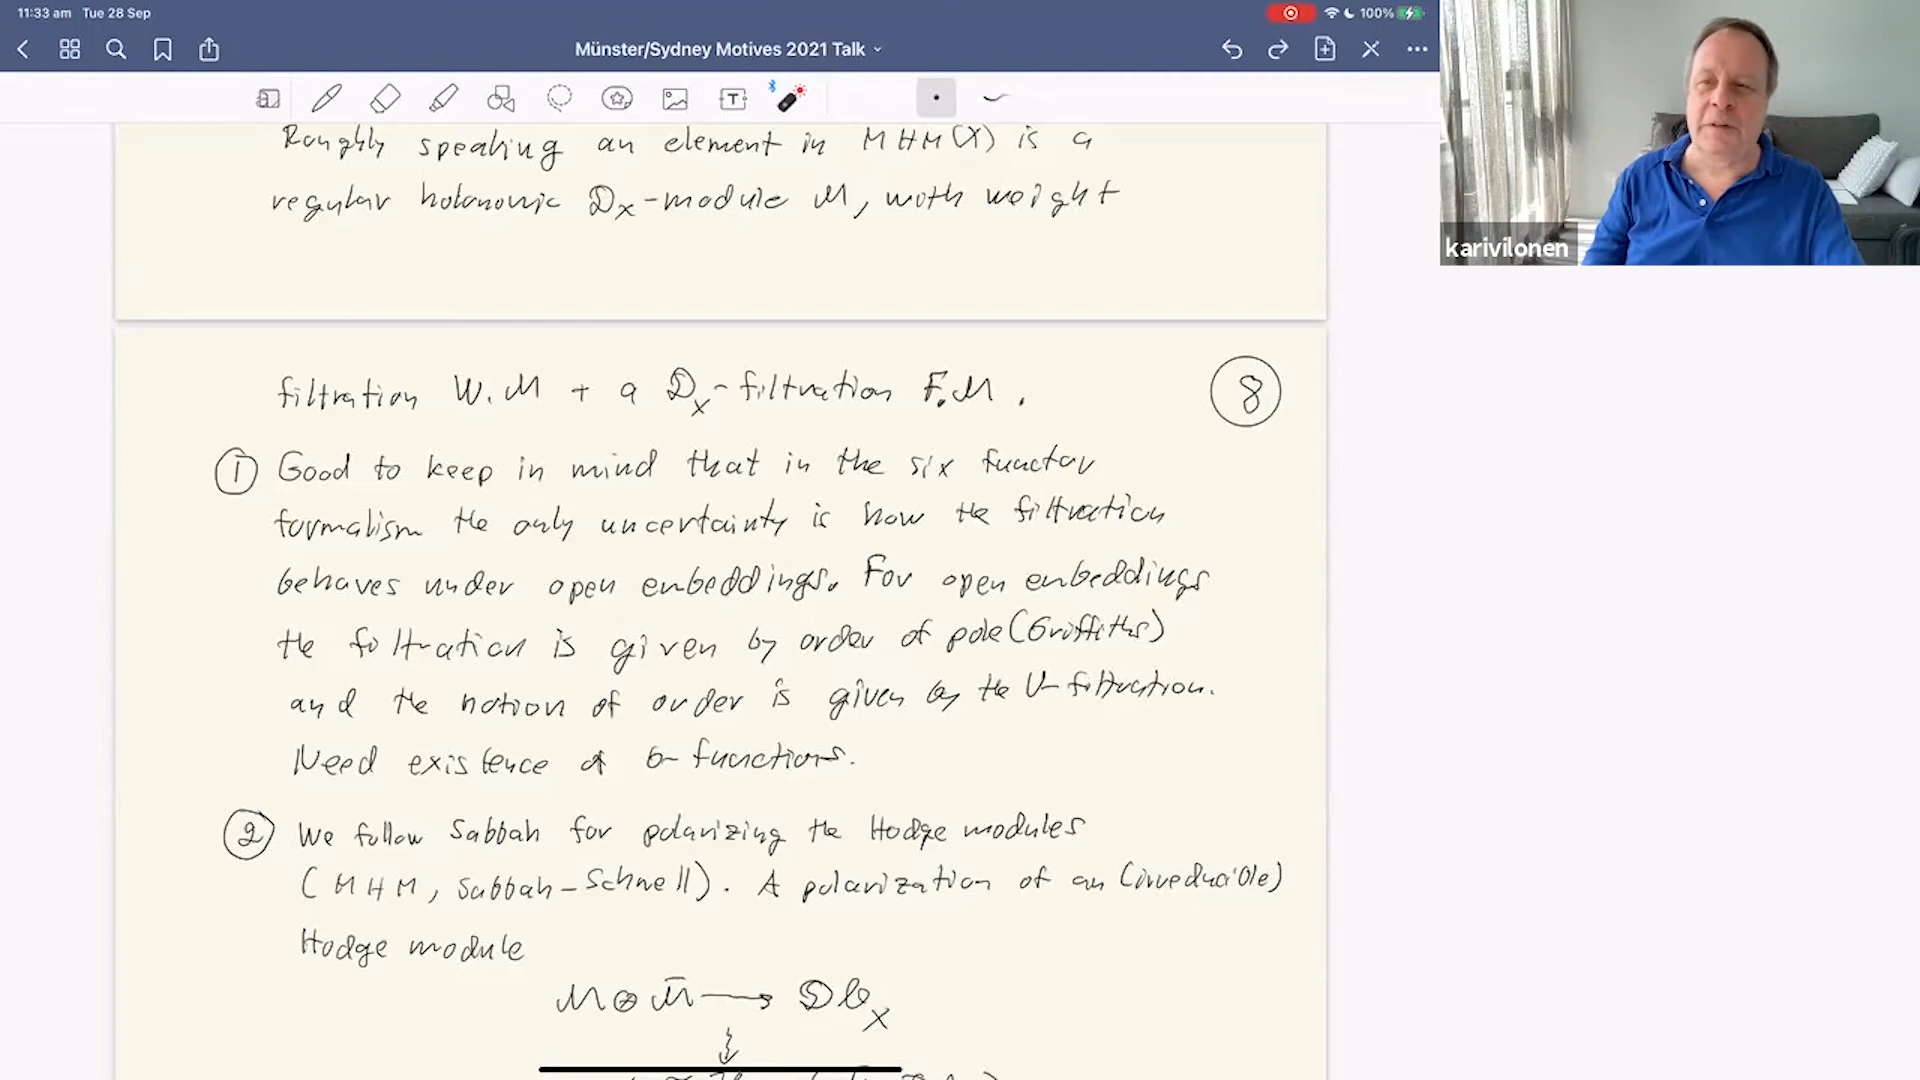 11:33 am Tue 28 Sep
100%
Münster/Sydney Motives 2021 Talk
karivilonen
Roughly speaking an element in MHM(X) is a
regular holonomic 𝒟x-module M, with weight
filtration W.M + a 𝒟x-filtration F.M.
8
① Good to keep in mind that in the six functor
formalism the only uncertainty is how the filtration
behaves under open embeddings. For open embeddings
the filtration is given by order of pole (Griffiths)
and the notion of order is given by the V-filtration.
Need existence of b-functions.
② We follow Sabbah for polarizing the Hodge modules
(MHM, Sabbah-Schnell). A polarization of an (irreducible)
Hodge module
M ⊗ M̄ → 𝒟b_X